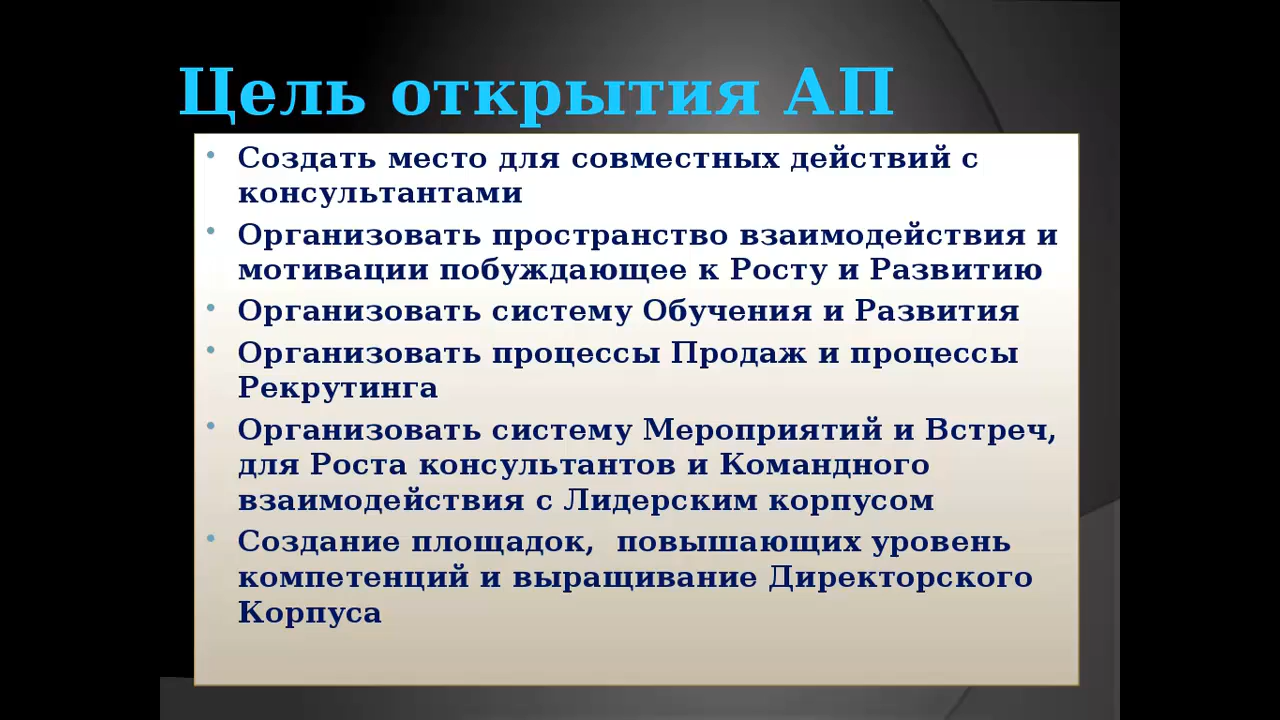 Цель открытия АП
• Создать место для совместных действий с
консультантами
• Организовать пространство взаимодействия и
мотивации побуждающее к Росту и Развитию
• Организовать систему Обучения и Развития
• Организовать процессы Продаж и процессы
Рекрутинга
• Организовать систему Мероприятий и Встреч,
для Роста консультантов и Командного
взаимодействия с Лидерским корпусом
• Создание площадок,  повышающих уровень
компетенций и выращивание Директорского
Корпуса